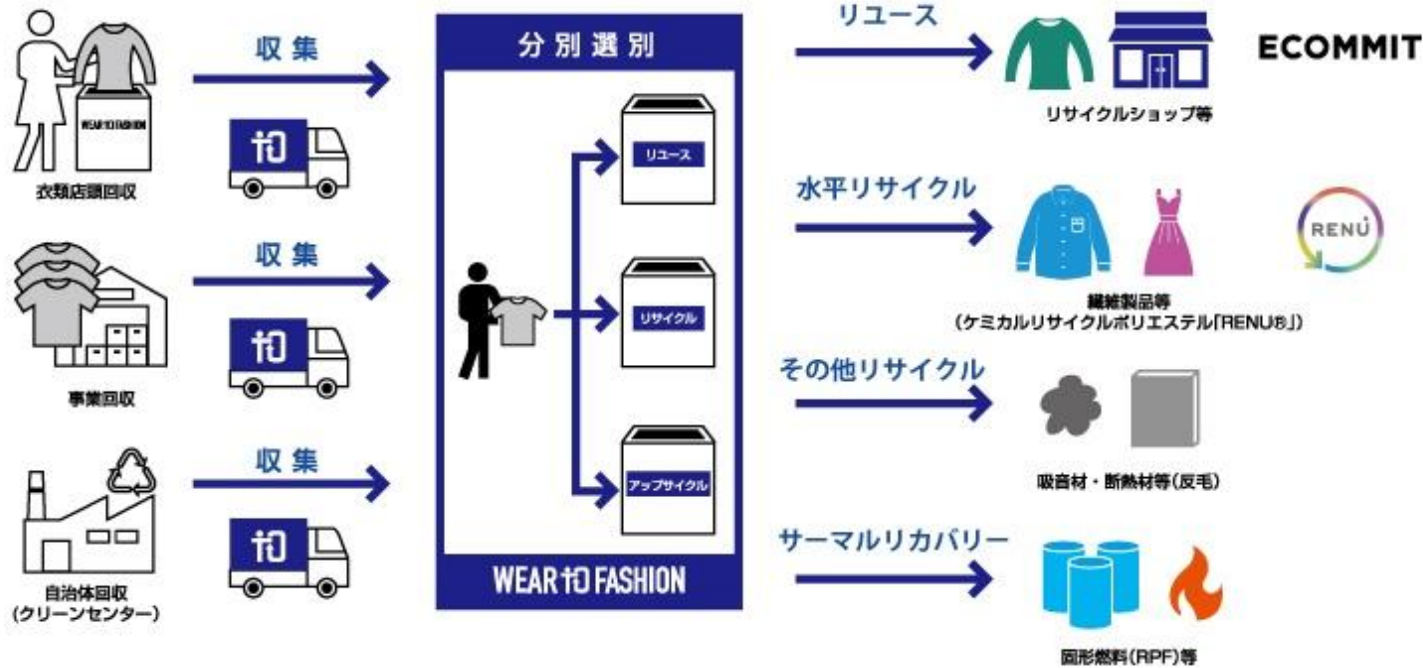 WEAR to FASHION
衣類店頭回収
収集
to
事業回収
収集
to
自治体回収
(クリーンセンター)
収集
to
分別選別
リユース
リサイクル
アップサイクル
WEAR to FASHION
リユース
リサイクルショップ等
ECOMMIT
水平リサイクル
RENU
繊維製品等
(ケミカルリサイクルポリエステル「RENU®」)
その他リサイクル
吸音材・断熱材等(反毛)
サーマルリカバリー
固形燃料(RPF)等